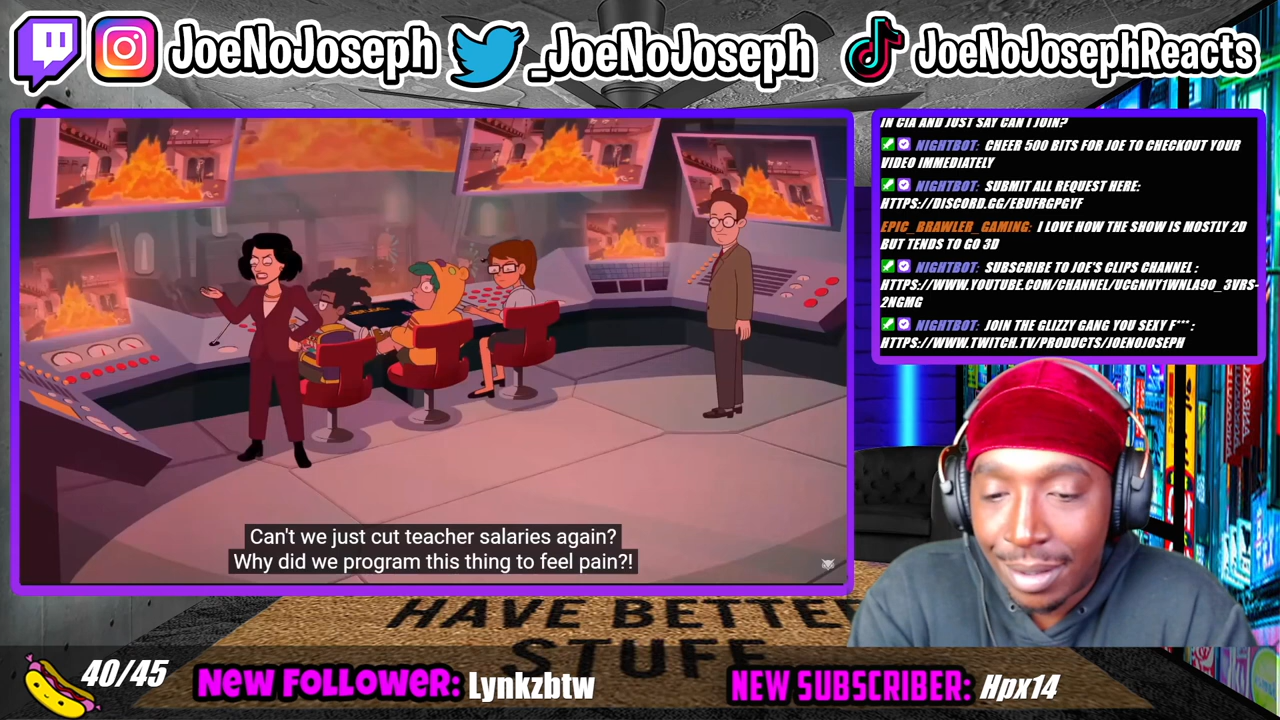 JoeNoJoseph
_JoeNoJoseph
JoeNoJosephReacts
IN CIA AND JUST SAY CAN I JOIN?
NIGHTBOT: CHEER 500 BITS FOR JOE TO CHECKOUT YOUR
VIDEO IMMEDIATELY
NIGHTBOT: SUBMIT ALL REQUEST HERE:
HTTPS://DISCORD.GG/EBUFRGPGYF
EPIC_BRAWLER_GAMING: I LOVE HOW THE SHOW IS MOSTLY 2D
BUT TENDS TO GO 3D
NIGHTBOT: SUBSCRIBE TO JOE'S CLIPS CHANNEL :
HTTPS://WWW.YOUTUBE.COM/CHANNEL/UCGNNY1WNLA9O_3VRS-
2NGMG
NIGHTBOT: JOIN THE GLIZZY GANG YOU SEXY F*** :
HTTPS://WWW.TWITCH.TV/PRODUCTS/JOENOJOSEPH
Can't we just cut teacher salaries again?
Why did we program this thing to feel pain?!
HAVE BETTER
STUFF
40/45
NEW FOLLOWER: Lynkzbtw
NEW SUBSCRIBER: Hpx14